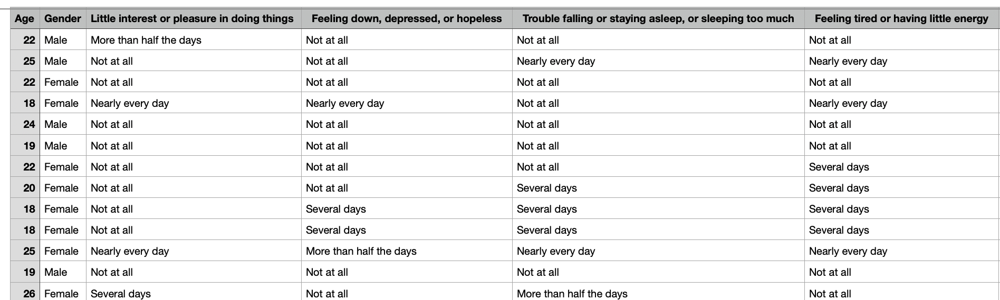 Age Gender Little interest or pleasure in doing things Feeling down, depressed, or hopeless Trouble falling or staying asleep, or sleeping too much Feeling tired or having little energy
22 Male More than half the days Not at all Not at all Not at all
25 Male Not at all Not at all Nearly every day Nearly every day
22 Female Not at all Not at all Not at all Not at all
18 Female Nearly every day Nearly every day Not at all Nearly every day
24 Male Not at all Not at all Not at all Not at all
19 Male Not at all Not at all Not at all Not at all
22 Female Not at all Not at all Not at all Several days
20 Female Not at all Not at all Several days Several days
18 Female Not at all Several days Several days Several days
18 Female Not at all Several days Several days Several days
25 Female Nearly every day More than half the days Nearly every day Nearly every day
19 Male Not at all Not at all Not at all Not at all
26 Female Several days Not at all More than half the days Not at all